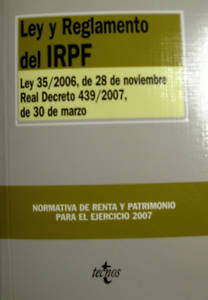 Ley y Reglamento
del IRPF
Ley 35/2006, de 28 de noviembre
Real Decreto 439/2007,
de 30 de marzo
NORMATIVA DE RENTA Y PATRIMONIO
PARA EL EJERCICIO 2007
tecnos